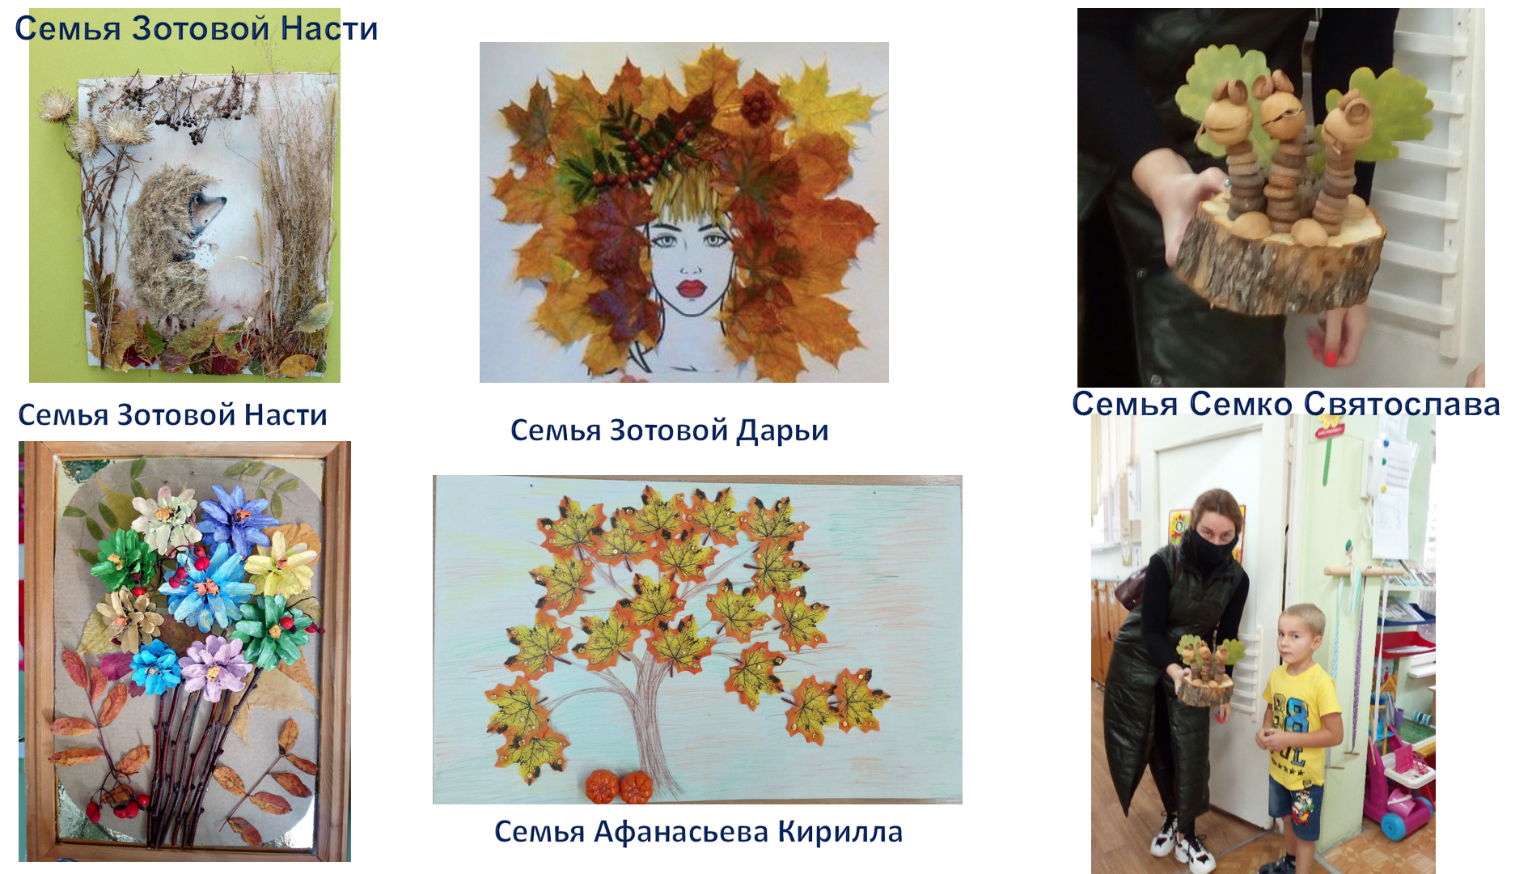 Семья Зотовой Насти
Семья Зотовой Насти
Семья Зотовой Дарьи
Семья Семко Святослава
Семья Афанасьева Кирилла